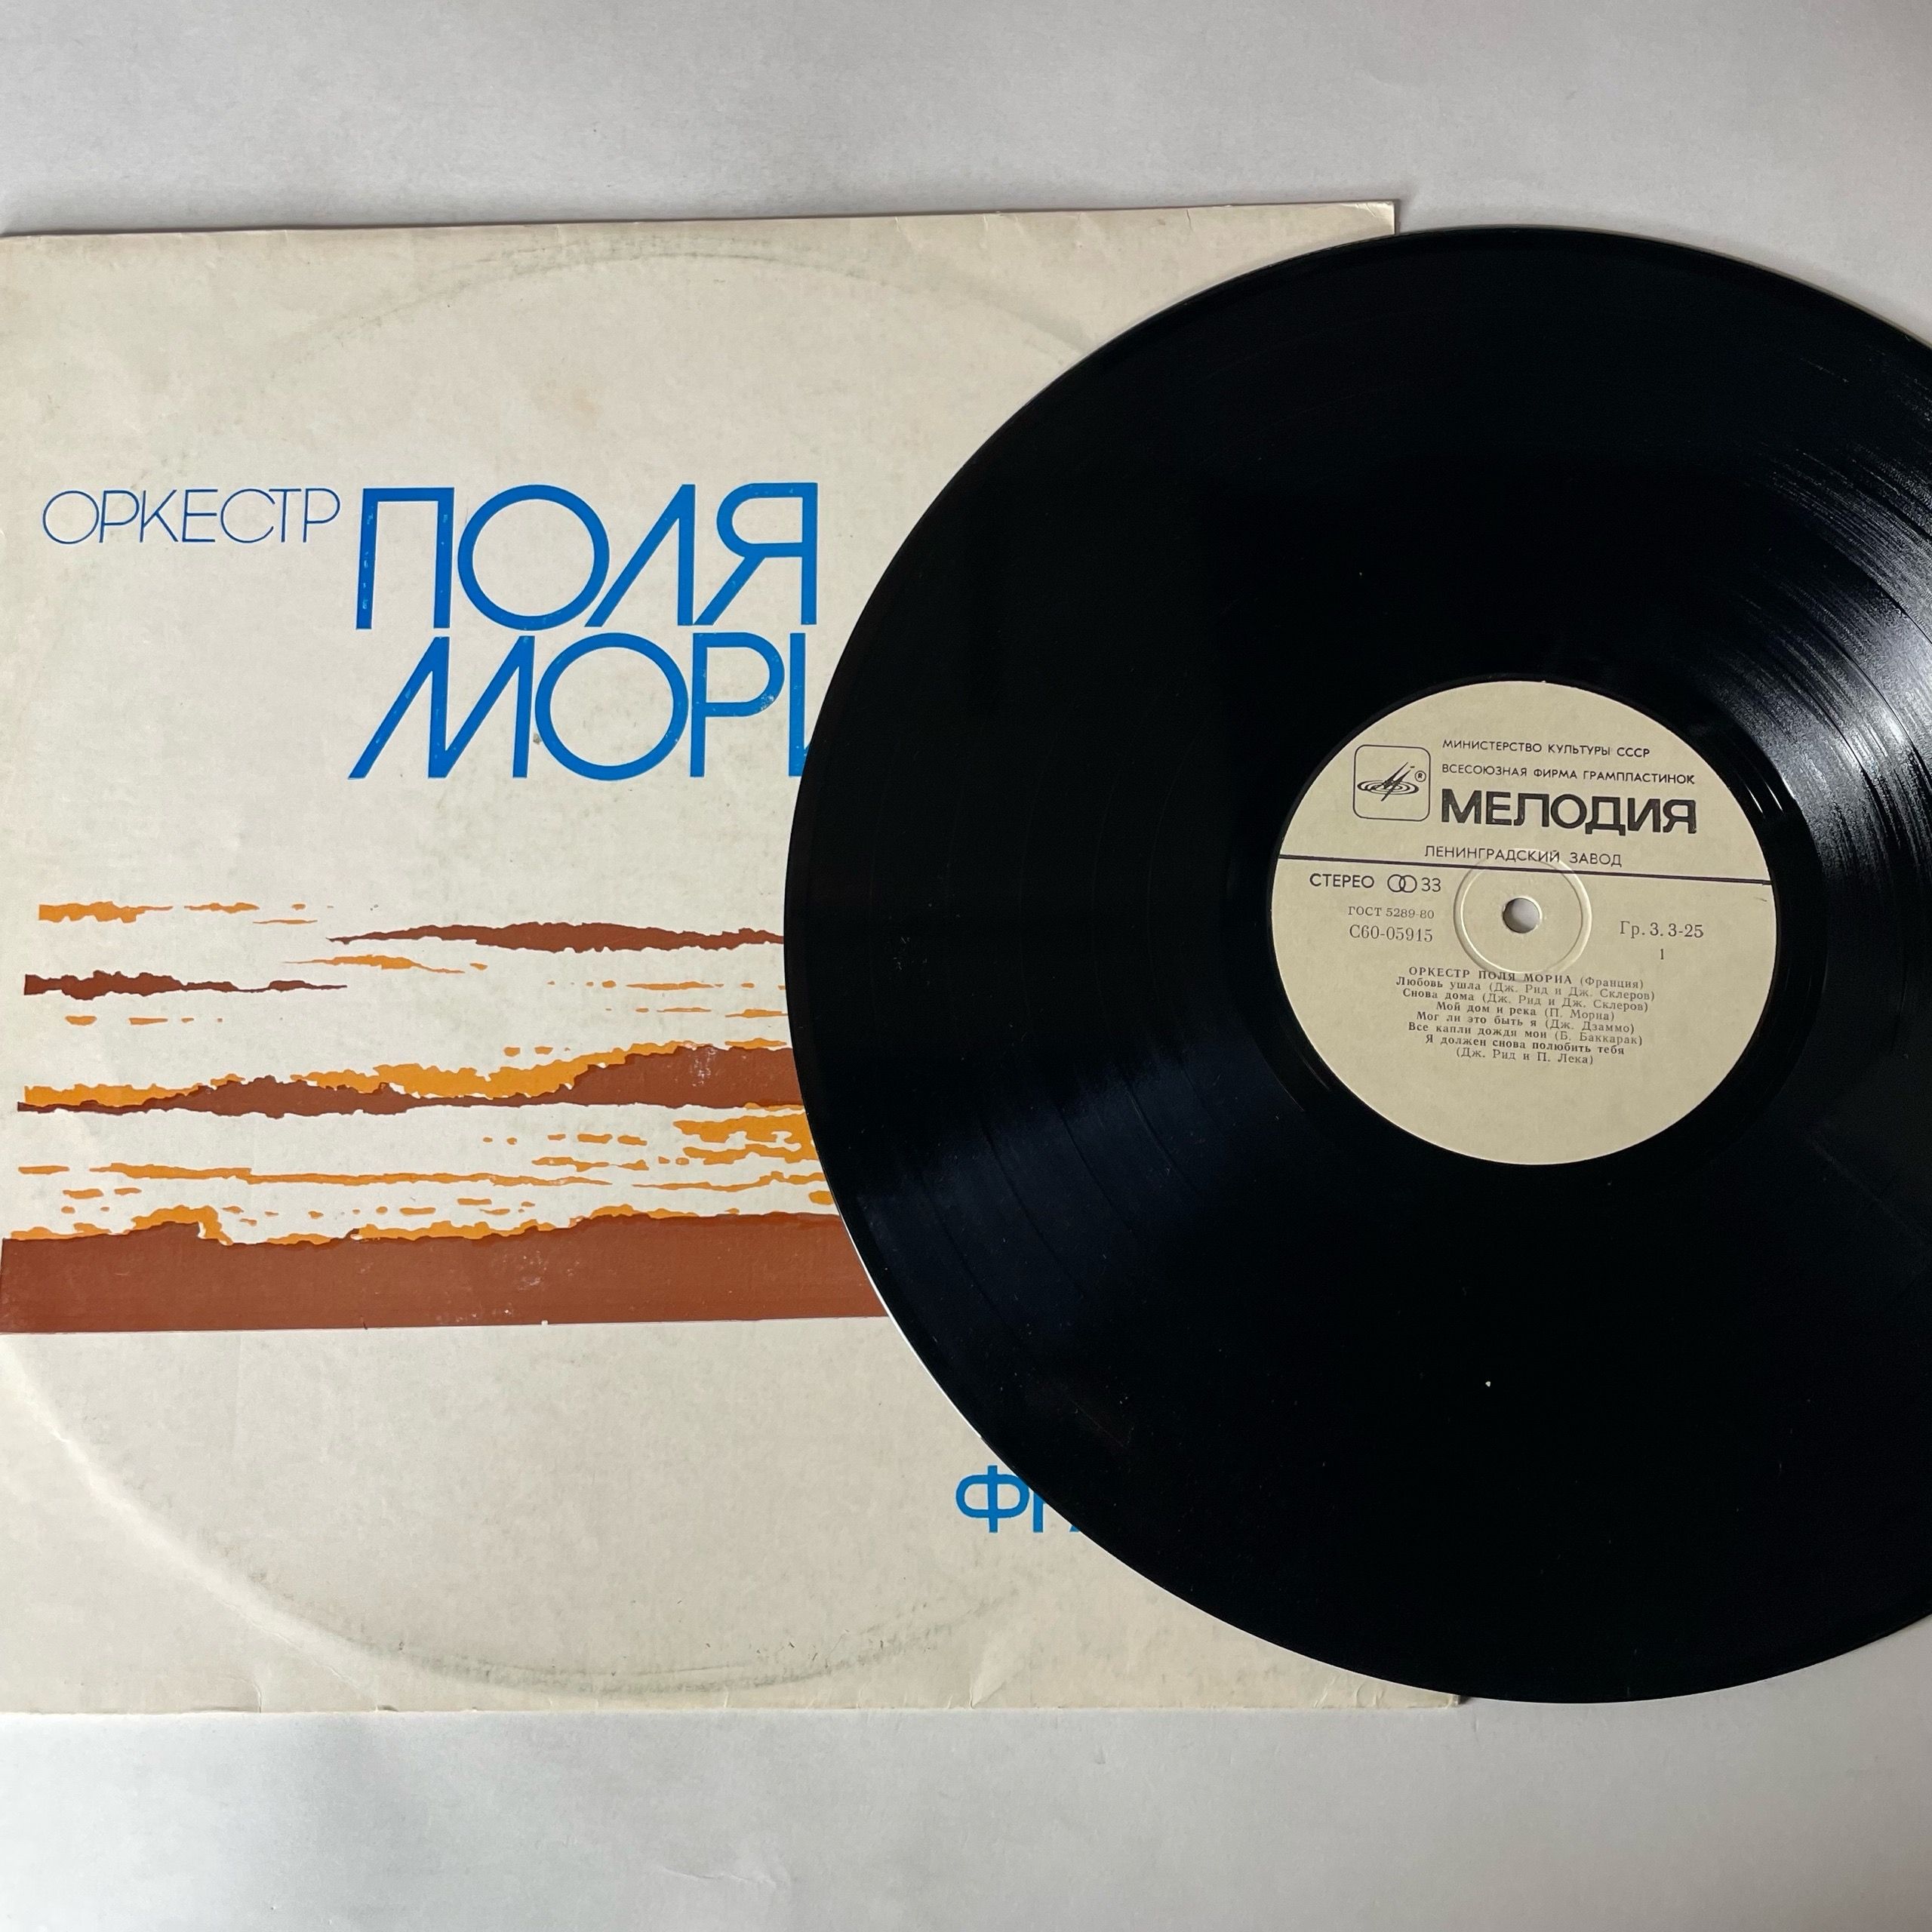 ОРКЕСТР ПОЛЯ
МОРИ
МИНИСТЕРСТВО КУЛЬТУРЫ СССР
ВСЕСОЮЗНАЯ ФИРМА ГРАМПЛАСТИНОК
®
МЕЛОДИЯ
ЛЕНИНГРАДСКИЙ ЗАВОД
СТЕРЕО 33
ГОСТ 5289-80
С60-05915
Гр. 3. 3-25
1
ОРКЕСТР ПОЛЯ МОРИА (Франция)
Любовь ушла (Дж. Рид и Дж. Склеров)
Снова дома (Дж. Рид и Дж. Склеров)
Мой дом и река (П. Мориа)
Мог ли это быть я (Дж. Дзаммо)
Все капли дождя мои (Б. Баккарак)
Я должен снова полюбить тебя
(Дж. Рид и П. Лека)